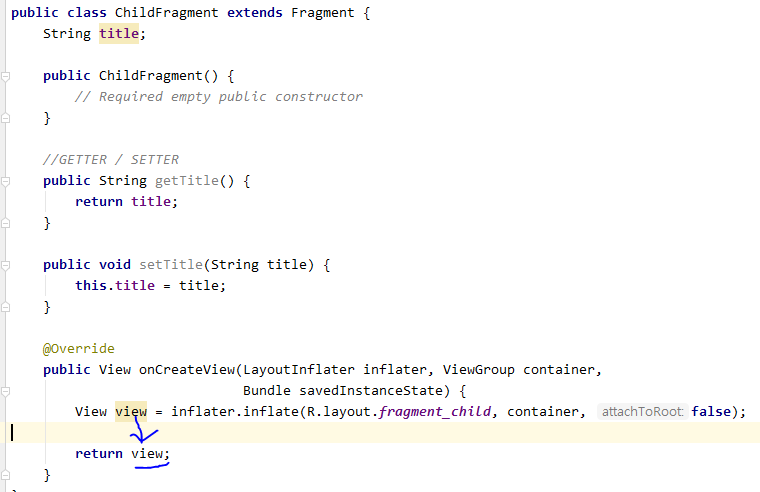 public class ChildFragment extends Fragment {
    String title;

    public ChildFragment() {
        // Required empty public constructor
    }

    //GETTER / SETTER
    public String getTitle() {
        return title;
    }

    public void setTitle(String title) {
        this.title = title;
    }

    @Override
    public View onCreateView(LayoutInflater inflater, ViewGroup container,
                             Bundle savedInstanceState) {
        View view = inflater.inflate(R.layout.fragment_child, container, attachToRoot: false);

        return view;
    }